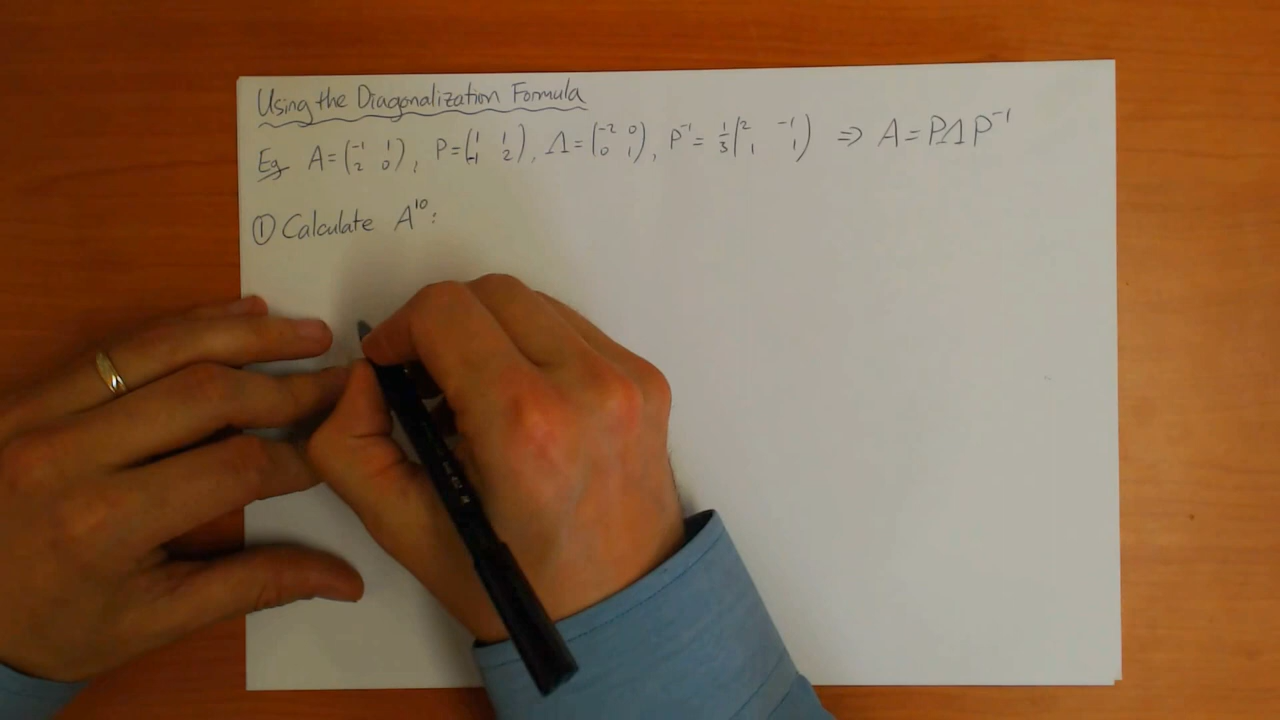 Using the Diagonalization Formula
Eg A=(-1 1 2 0), P=(1 1 -1 2), Λ=(-2 0 0 1), P⁻¹= 1/3(2 -1 1 1) ⇒ A=PΛP⁻¹
① Calculate A¹⁰: